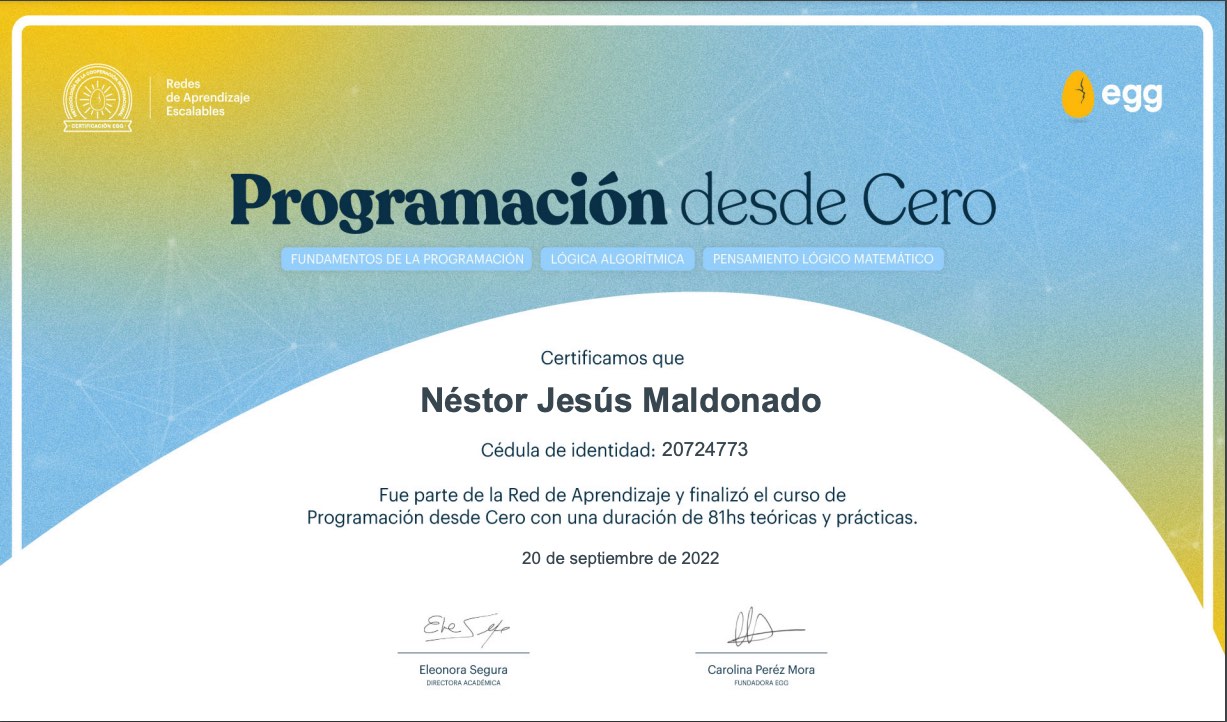 Redes
de Aprendizaje
Escalables
CERTIFICACIÓN EGG
egg
Programación desde Cero
FUNDAMENTOS DE LA PROGRAMACIÓN LÓGICA ALGORÍTMICA PENSAMIENTO LÓGICO MATEMÁTICO
Certificamos que
Néstor Jesús Maldonado
Cédula de identidad: 20724773
Fue parte de la Red de Aprendizaje y finalizó el curso de
Programación desde Cero con una duración de 81hs teóricas y prácticas.
20 de septiembre de 2022
Eleonora Segura
DIRECTORA ACADÉMICA
Carolina Peréz Mora
FUNDADORA EGG